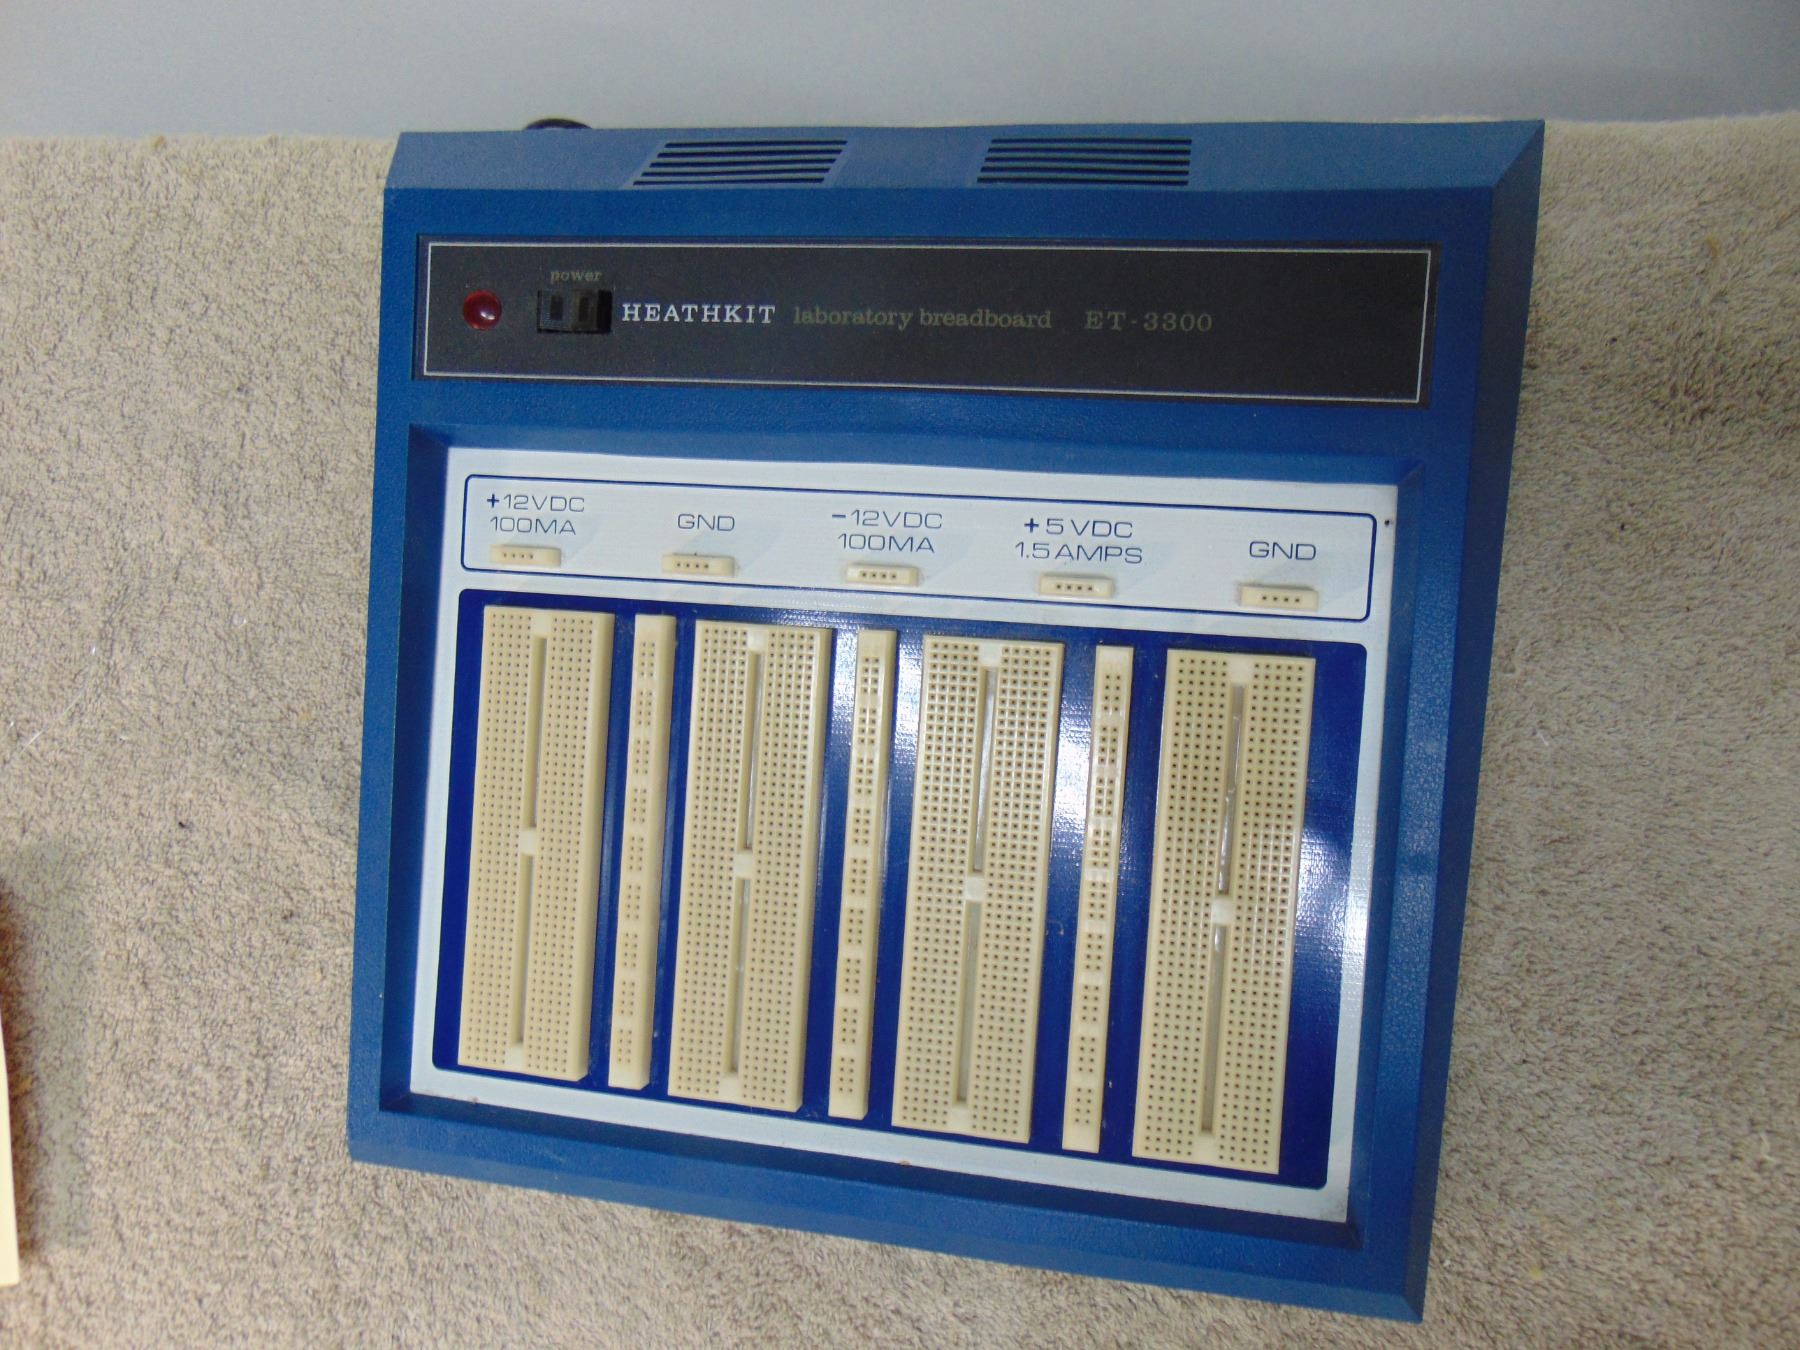 power
HEATHKIT laboratory breadboard ET-3300
+12VDC
100MA
GND
-12VDC
100MA
+5VDC
1.5AMPS
GND